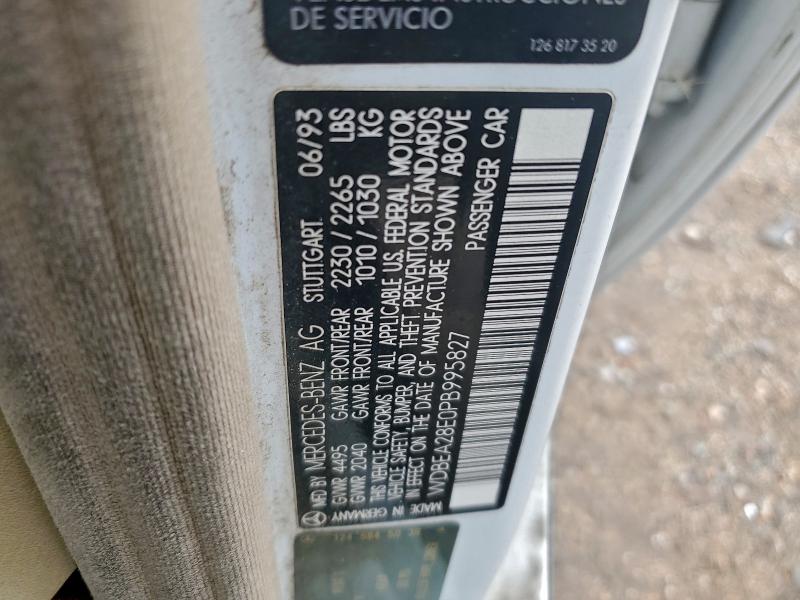 DE SERVICIO
126 817 35 20
MFD BY MERCEDES-BENZ AG STUTTGART. 06/93
GVWR 4495 GAWR FRONT/REAR 2230/2265 LBS
GVWR 2040 GAWR FRONT/REAR 1010/1030 KG
THIS VEHICLE CONFORMS TO ALL APPLICABLE U.S. FEDERAL MOTOR
VEHICLE SAFETY, BUMPER, AND THEFT PREVENTION STANDARDS
IN EFFECT ON THE DATE OF MANUFACTURE SHOWN ABOVE
MADE IN GERMANY WDBEA28E0PB995827 PASSENGER CAR